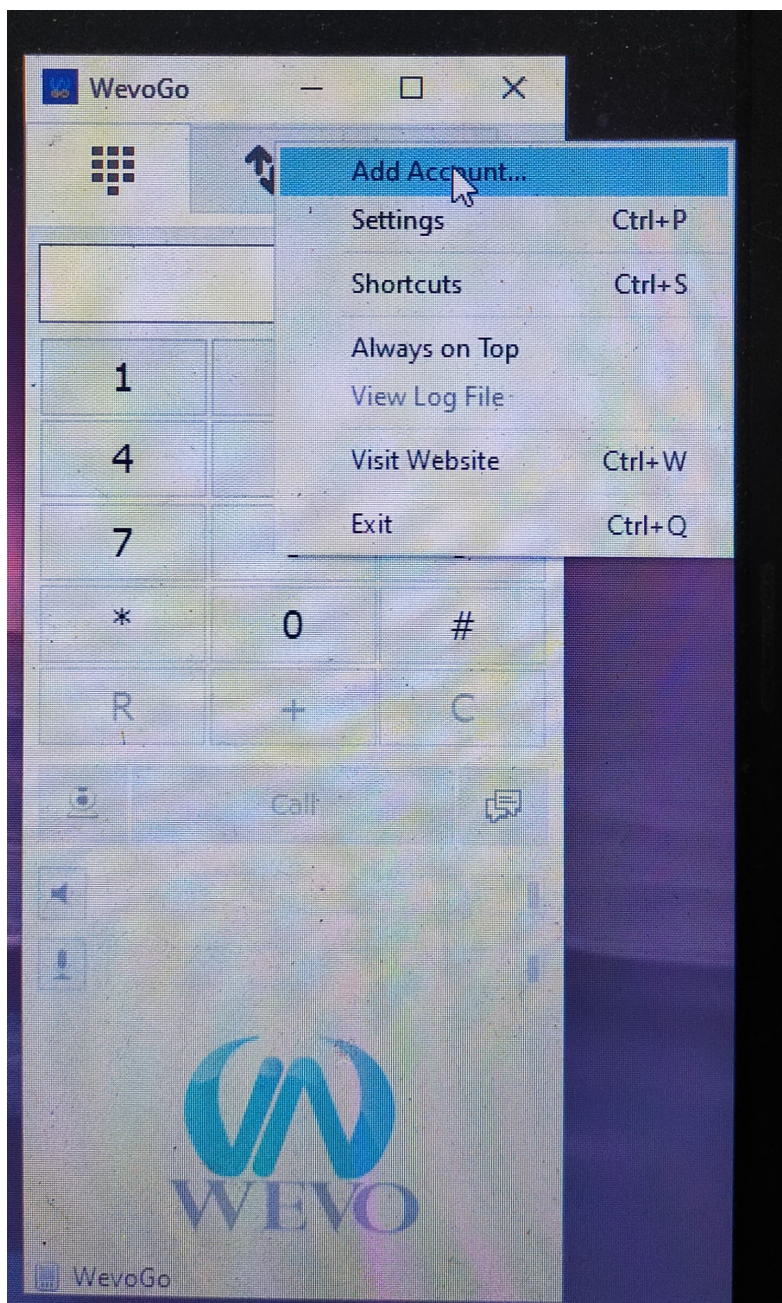 WevoGo
Add Account...
Settings Ctrl+P
Shortcuts Ctrl+S
Always on Top
View Log File
Visit Website Ctrl+W
Exit Ctrl+Q
1
4
7
* 0 #
R + C
Call
WEVO
WevoGo